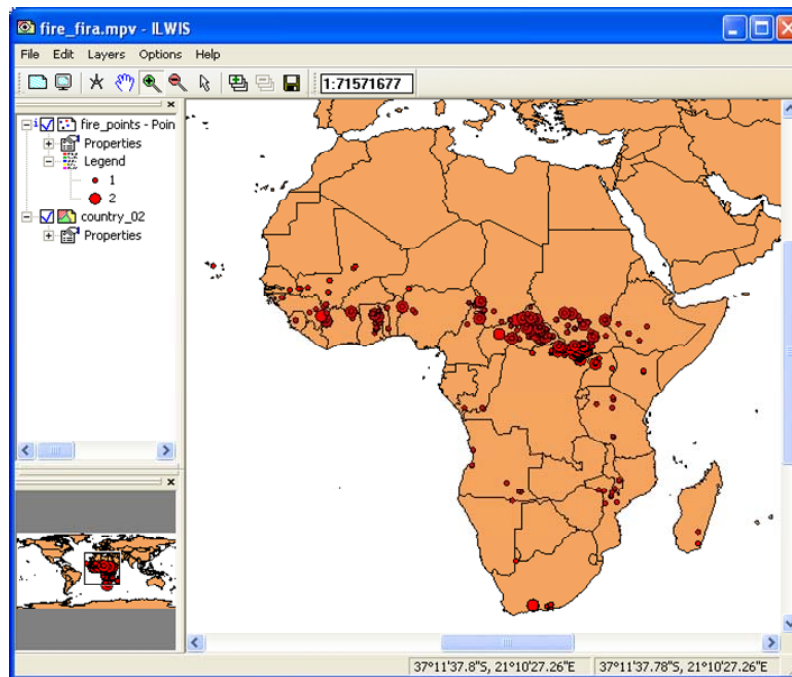 fire_fira.mpv - ILWIS
File Edit Layers Options Help
1:71571677
fire_points - Poin
Properties
Legend
1
2
country_02
Properties
37°11'37.8"S, 21°10'27.26"E 37°11'37.78"S, 21°10'27.26"E